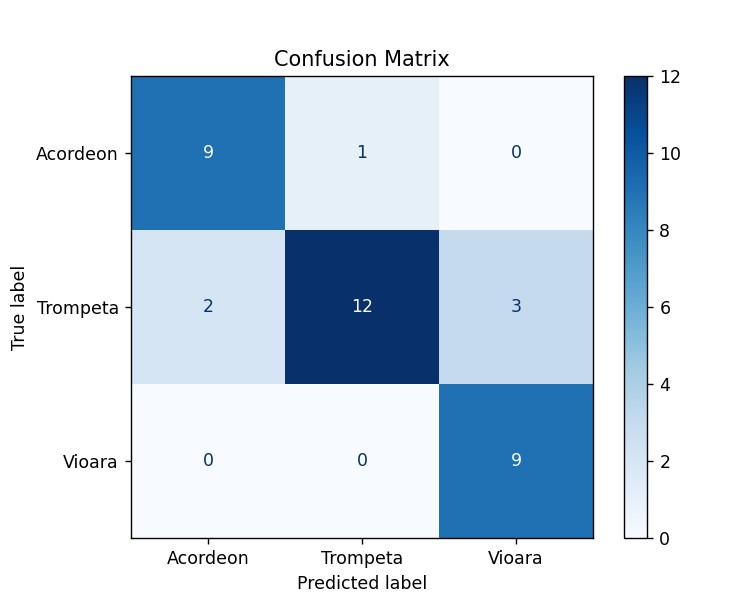 Confusion Matrix
Acordeon 9 1 0
Trompeta 2 12 3
Vioara 0 0 9
Acordeon Trompeta Vioara
Predicted label
True label
12
10
8
6
4
2
0